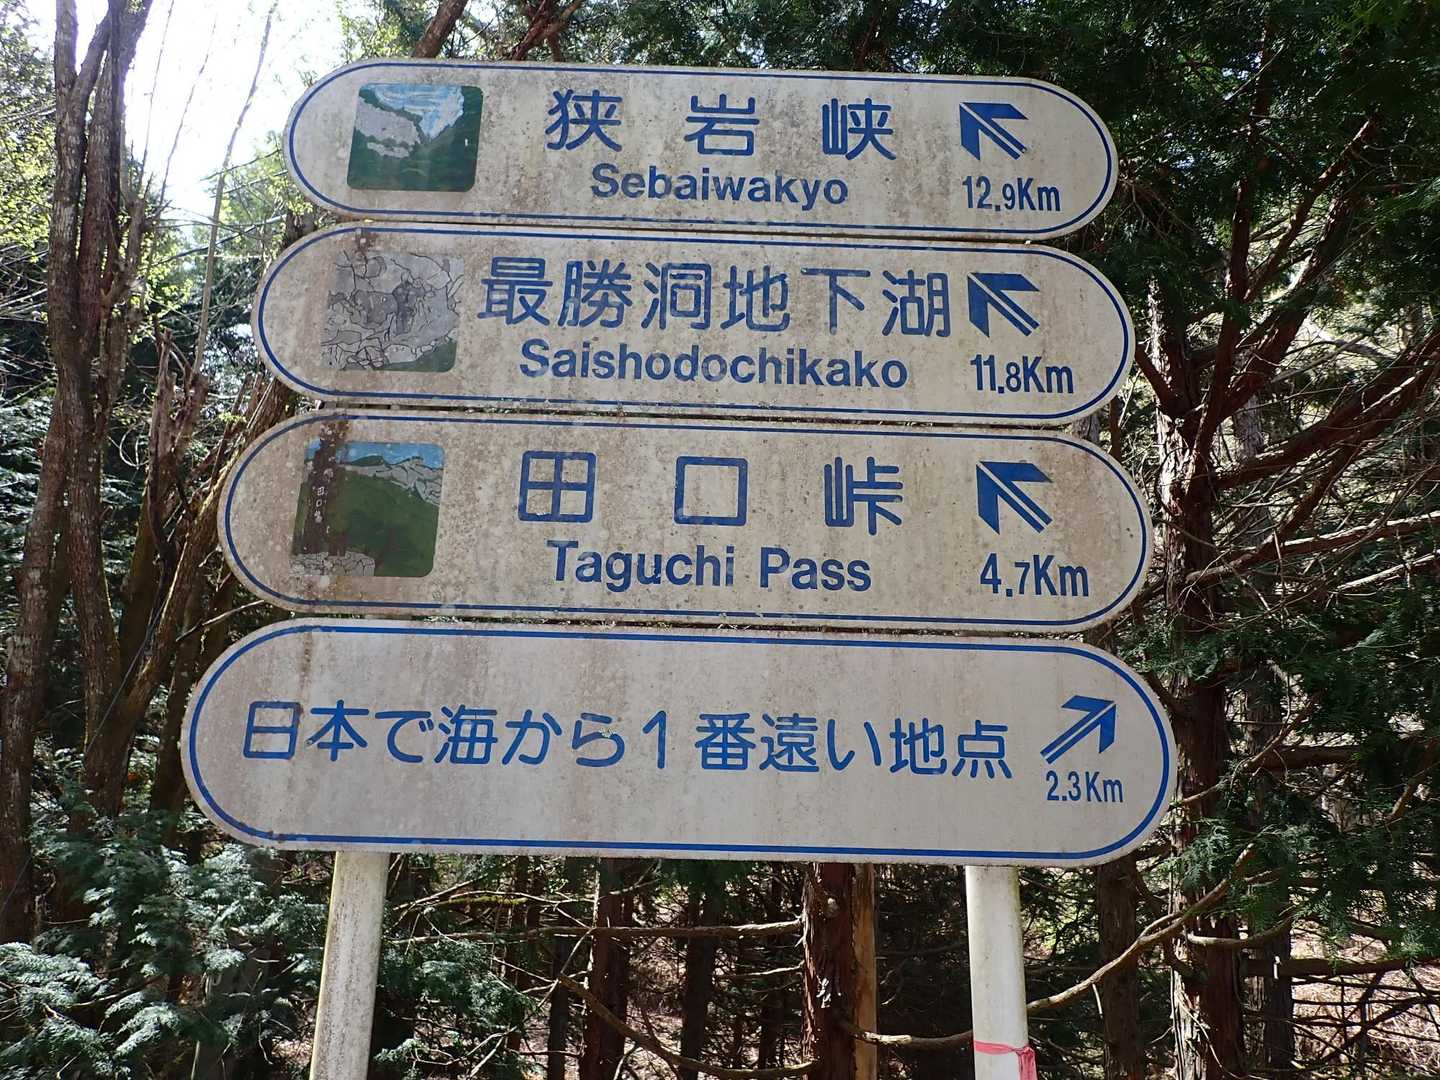 狭岩峡
Sebaiwakyo
12.9Km
最勝洞地下湖
Saishodochikako
11.8Km
田口峠
Taguchi Pass
4.7Km
日本で海から1番遠い地点
2.3Km